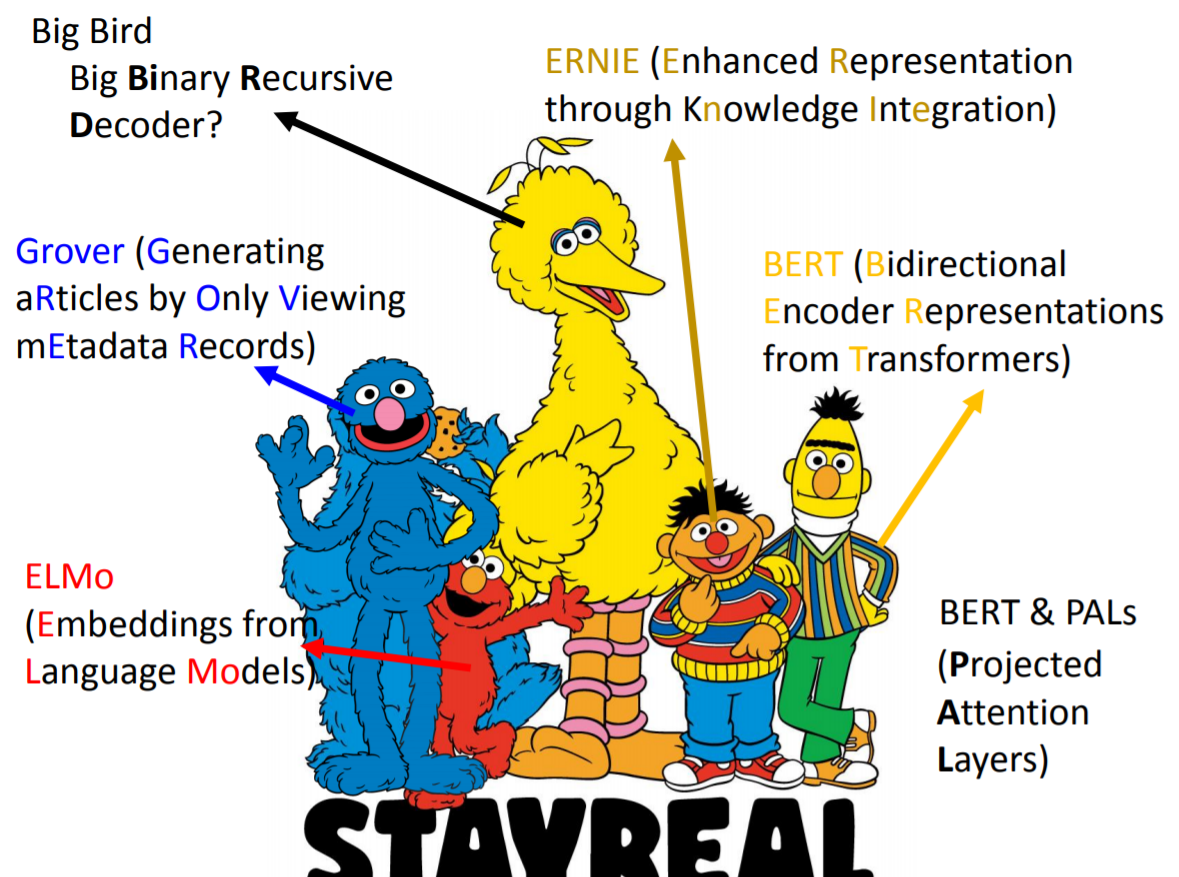 Big Bird
Big Binary Recursive
Decoder?
ERNIE (Enhanced Representation
through Knowledge Integration)
Grover (Generating
aRticles by Only Viewing
mEtadata Records)
BERT (Bidirectional
Encoder Representations
from Transformers)
ELMo
(Embeddings from
Language Models)
BERT & PALs
(Projected
Attention
Layers)
STAYREAL